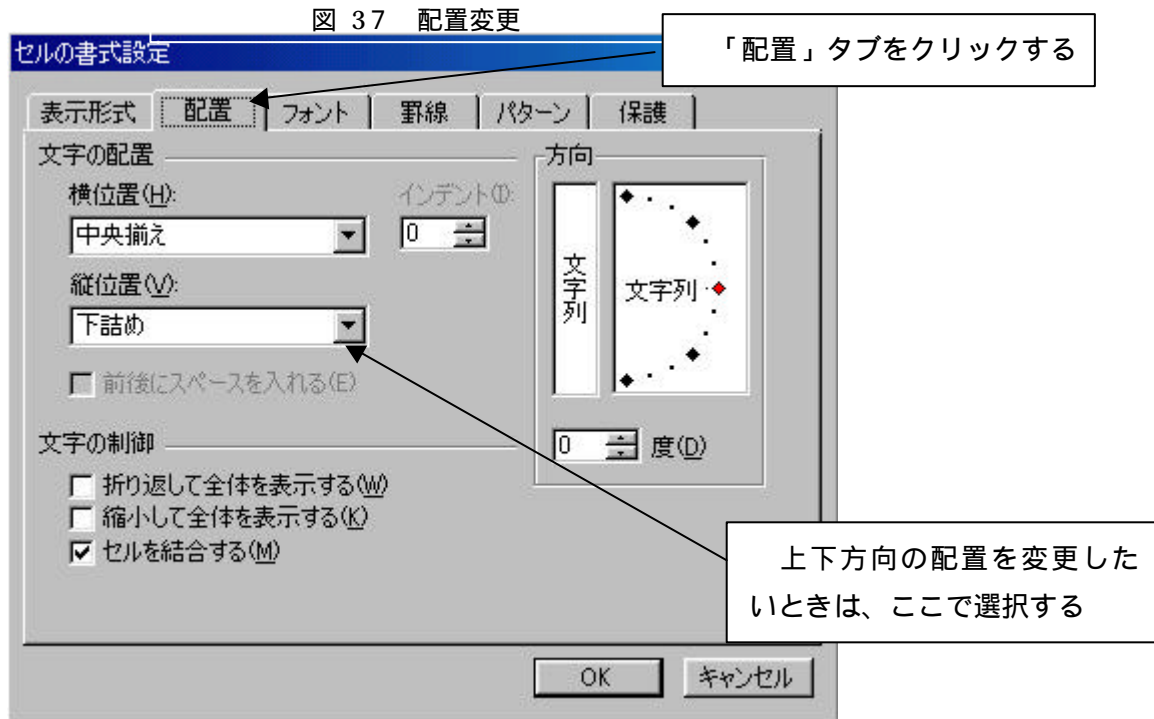 図 37 配置変更
セルの書式設定
「配置」タブをクリックする
表示形式 配置 フォント 罫線 パターン 保護
文字の配置
方向
横位置(H):
インデント(I):
中央揃え
0
縦位置(V):
文字列
文字列
下詰め
前後にスペースを入れる(E)
文字の制御
0 度(D)
折り返して全体を表示する(W)
縮小して全体を表示する(K)
セルを結合する(M)
上下方向の配置を変更した
いときは、ここで選択する
OK キャンセル